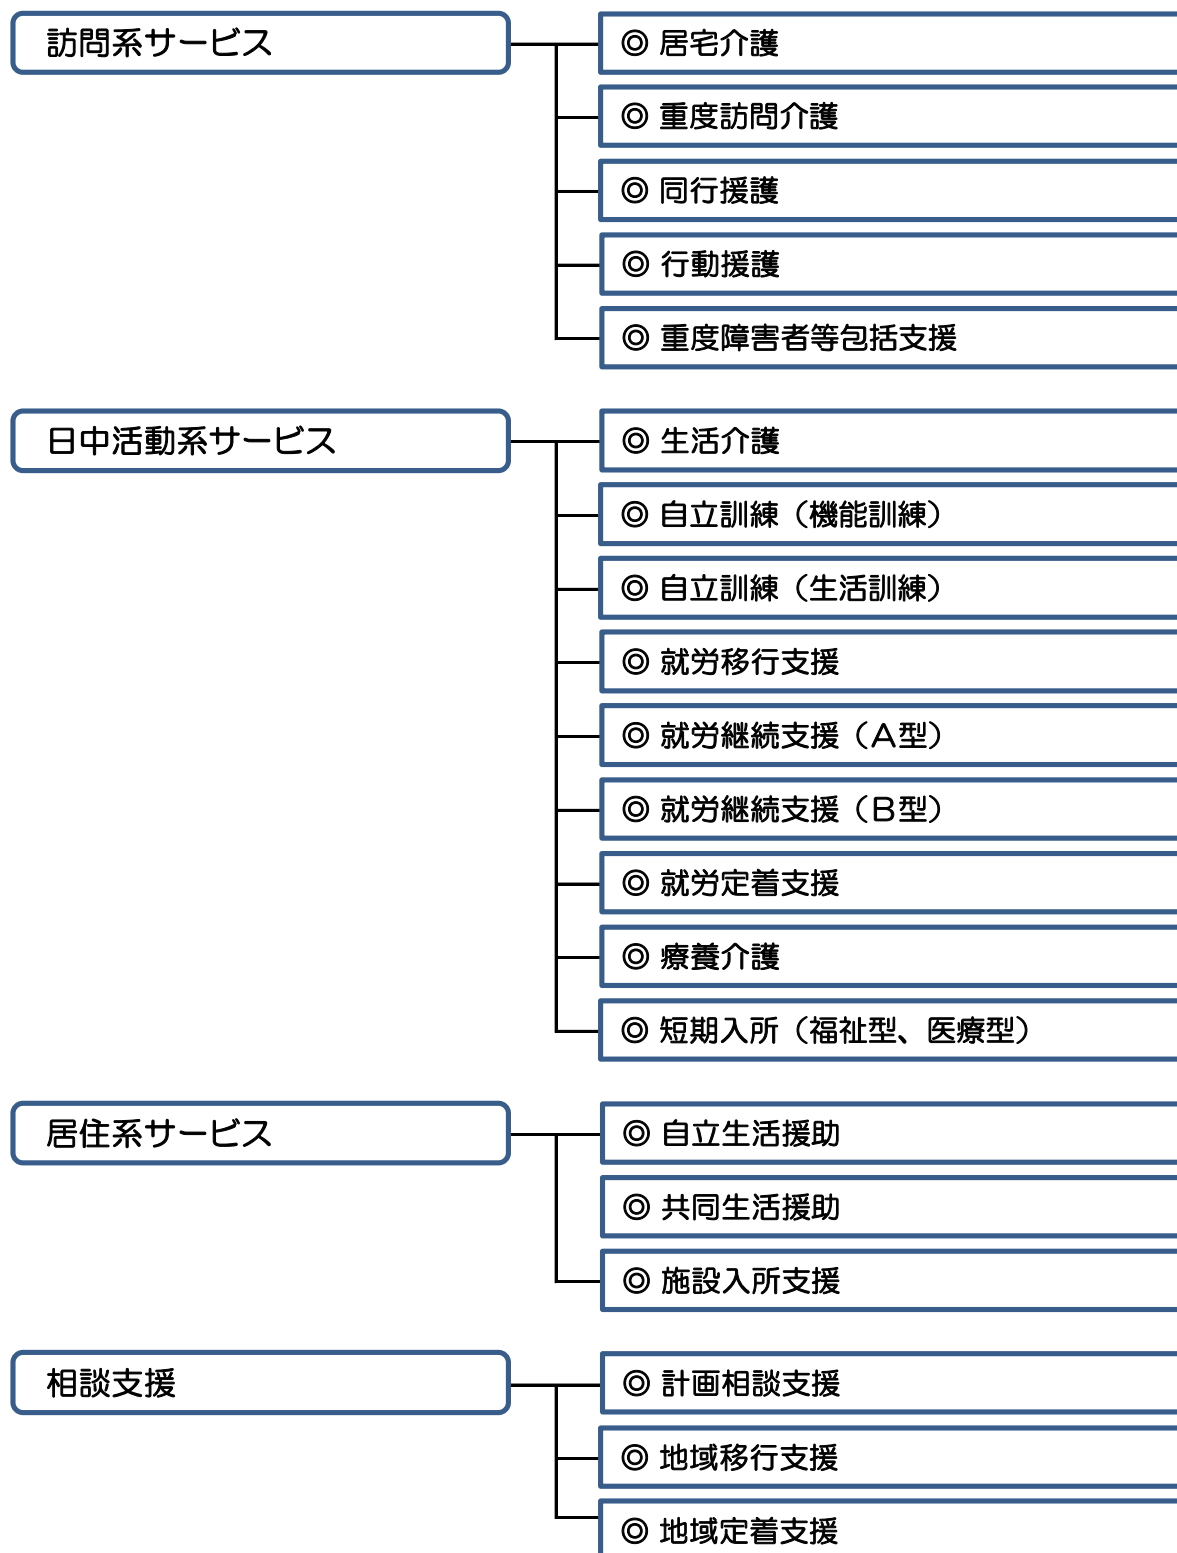 訪問系サービス
◎ 居宅介護
◎ 重度訪問介護
◎ 同行援護
◎ 行動援護
◎ 重度障害者等包括支援
日中活動系サービス
◎ 生活介護
◎ 自立訓練（機能訓練）
◎ 自立訓練（生活訓練）
◎ 就労移行支援
◎ 就労継続支援（Ａ型）
◎ 就労継続支援（Ｂ型）
◎ 就労定着支援
◎ 療養介護
◎ 短期入所（福祉型、医療型）
居住系サービス
◎ 自立生活援助
◎ 共同生活援助
◎ 施設入所支援
相談支援
◎ 計画相談支援
◎ 地域移行支援
◎ 地域定着支援